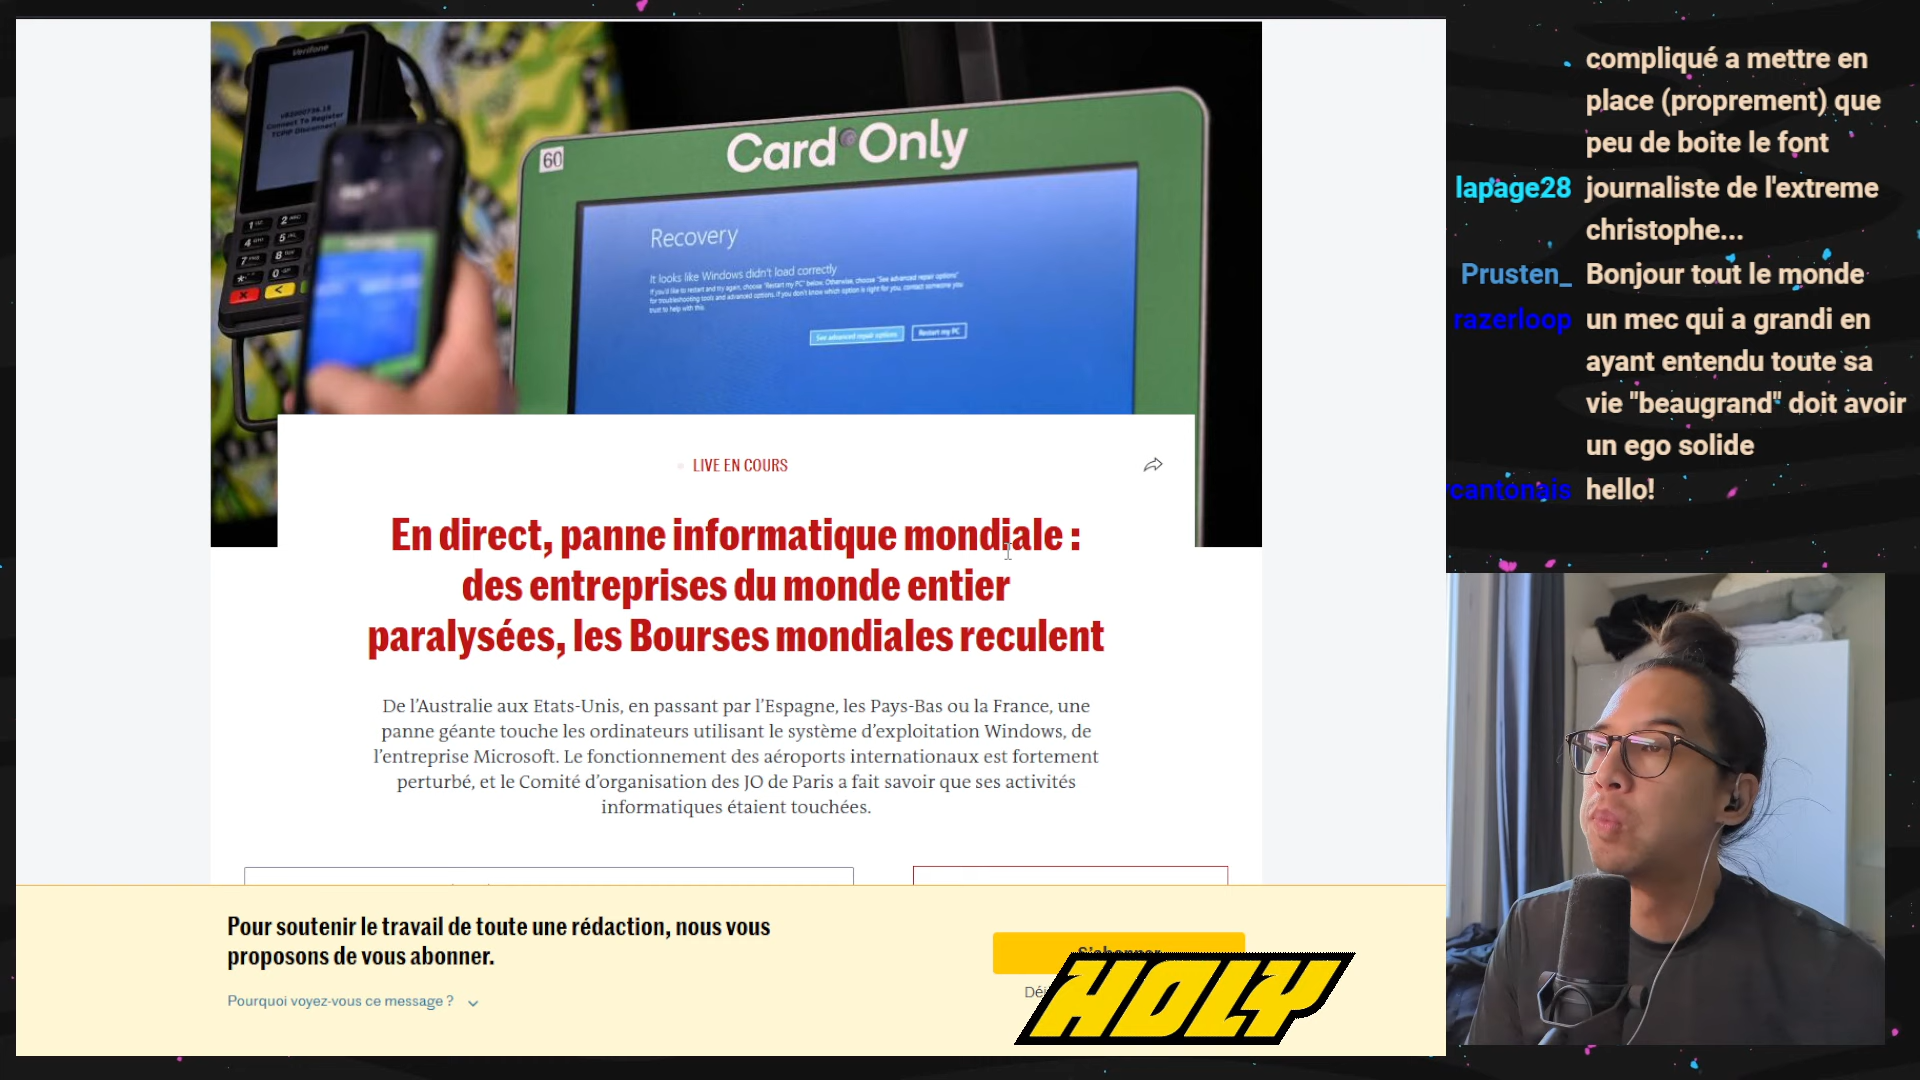 Verifone
Connect To Register
TCPIP Disconnect
60
Card Only
Recovery
It looks like Windows didn't load correctly
If you'd like to restart and try again, choose "Restart my PC" below. Otherwise, choose "See advanced repair options"
for troubleshooting tools and advanced options. If you don't know which option is right for you, contact someone you
trust to help with this.
See advanced repair options
Restart my PC
LIVE EN COURS
En direct, panne informatique mondiale :
des entreprises du monde entier
paralysées, les Bourses mondiales reculent
De l'Australie aux Etats-Unis, en passant par l'Espagne, les Pays-Bas ou la France, une
panne géante touche les ordinateurs utilisant le système d'exploitation Windows, de
l'entreprise Microsoft. Le fonctionnement des aéroports internationaux est fortement
perturbé, et le Comité d'organisation des JO de Paris a fait savoir que ses activités
informatiques étaient touchées.
Pour soutenir le travail de toute une rédaction, nous vous
proposons de vous abonner.
Pourquoi voyez-vous ce message ?
S'abonner
HOLY
compliqué a mettre en
place (proprement) que
peu de boite le font
lapage28 journaliste de l'extreme
christophe...
Prusten_ Bonjour tout le monde
razerloop un mec qui a grandi en
ayant entendu toute sa
vie "beaugrand" doit avoir
un ego solide
cantonais hello!